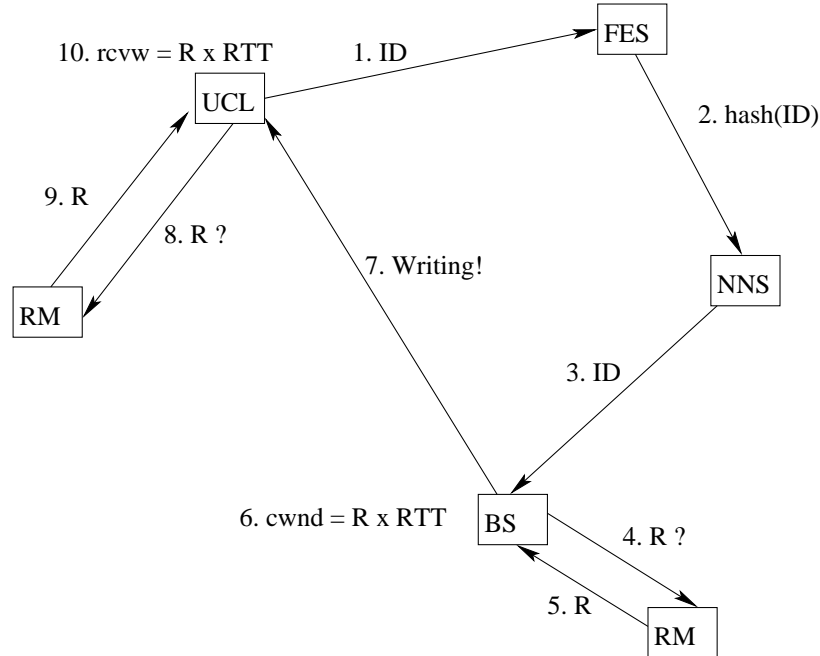 FES
10. rcvw = R x RTT
1. ID
UCL
2. hash(ID)
9. R
8. R ?
7. Writing!
NNS
RM
3. ID
6. cwnd = R x RTT
BS
4. R ?
5. R
RM